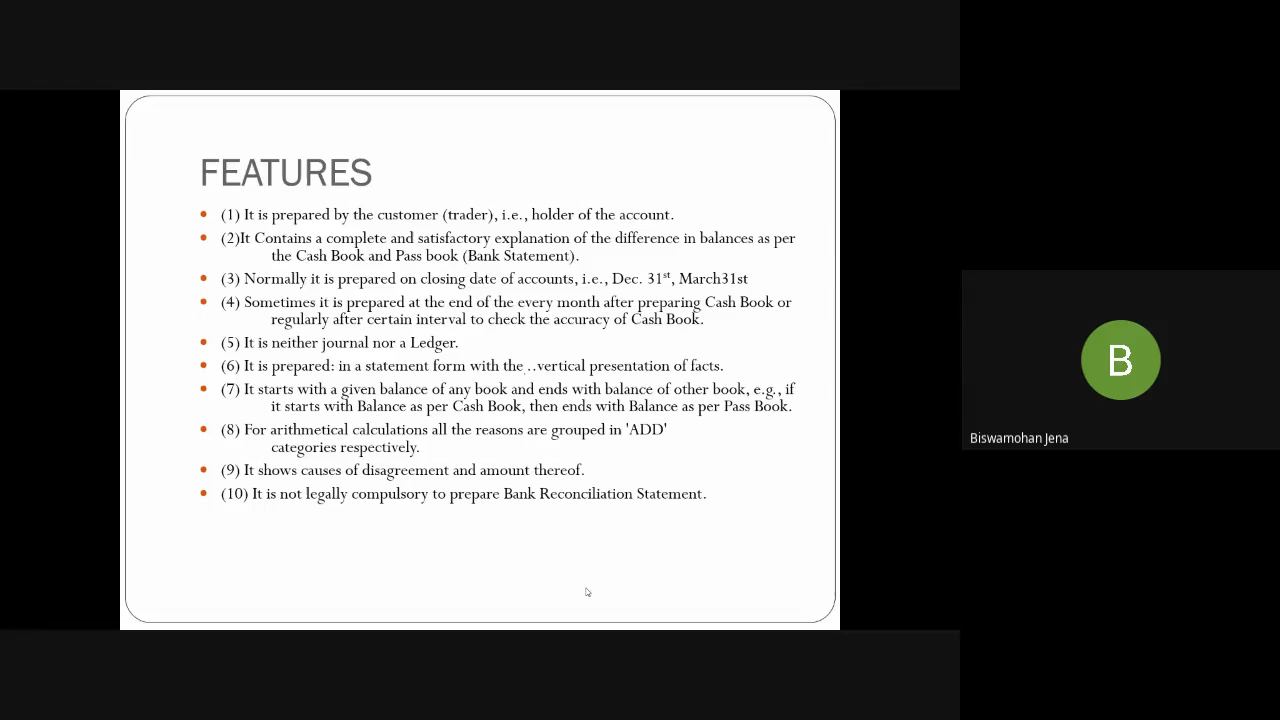 FEATURES
(1) It is prepared by the customer (trader), i.e., holder of the account.
(2)It Contains a complete and satisfactory explanation of the difference in balances as per
the Cash Book and Pass book (Bank Statement).
(3) Normally it is prepared on closing date of accounts, i.e., Dec. 31st, March31st
(4) Sometimes it is prepared at the end of the every month after preparing Cash Book or
regularly after certain interval to check the accuracy of Cash Book.
(5) It is neither journal nor a Ledger.
(6) It is prepared: in a statement form with the ..vertical presentation of facts.
(7) It starts with a given balance of any book and ends with balance of other book, e.g., if
it starts with Balance as per Cash Book, then ends with Balance as per Pass Book.
(8) For arithmetical calculations all the reasons are grouped in 'ADD'
categories respectively.
(9) It shows causes of disagreement and amount thereof.
(10) It is not legally compulsory to prepare Bank Reconciliation Statement.
B
Biswamohan Jena